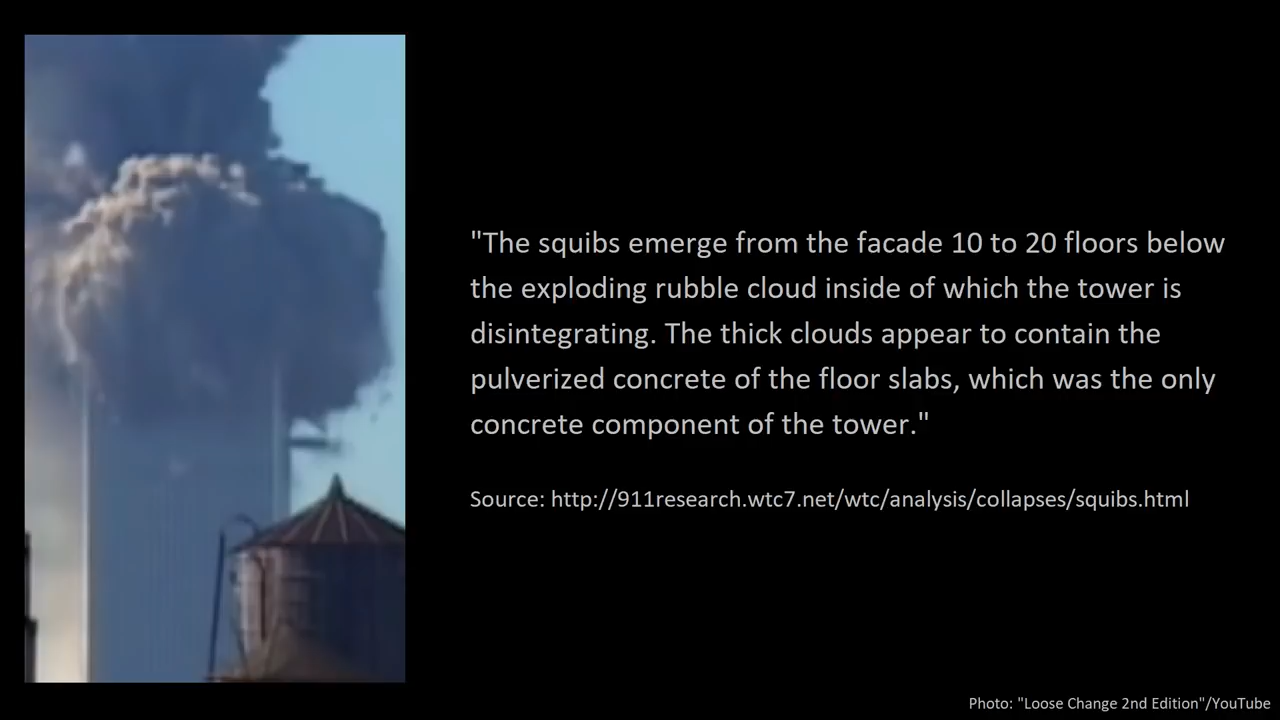 "The squibs emerge from the facade 10 to 20 floors below
the exploding rubble cloud inside of which the tower is
disintegrating. The thick clouds appear to contain the
pulverized concrete of the floor slabs, which was the only
concrete component of the tower."
Source: http://911research.wtc7.net/wtc/analysis/collapses/squibs.html
Photo: "Loose Change 2nd Edition"/YouTube